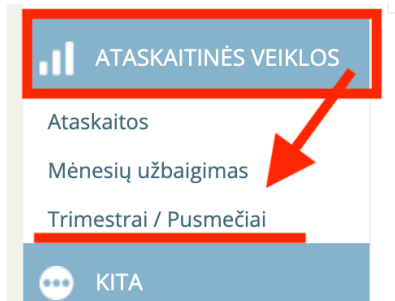 ATASKAITINĖS VEIKLOS
Ataskaitos
Mėnesių užbaigimas
Trimestrai / Pusmečiai
KITA